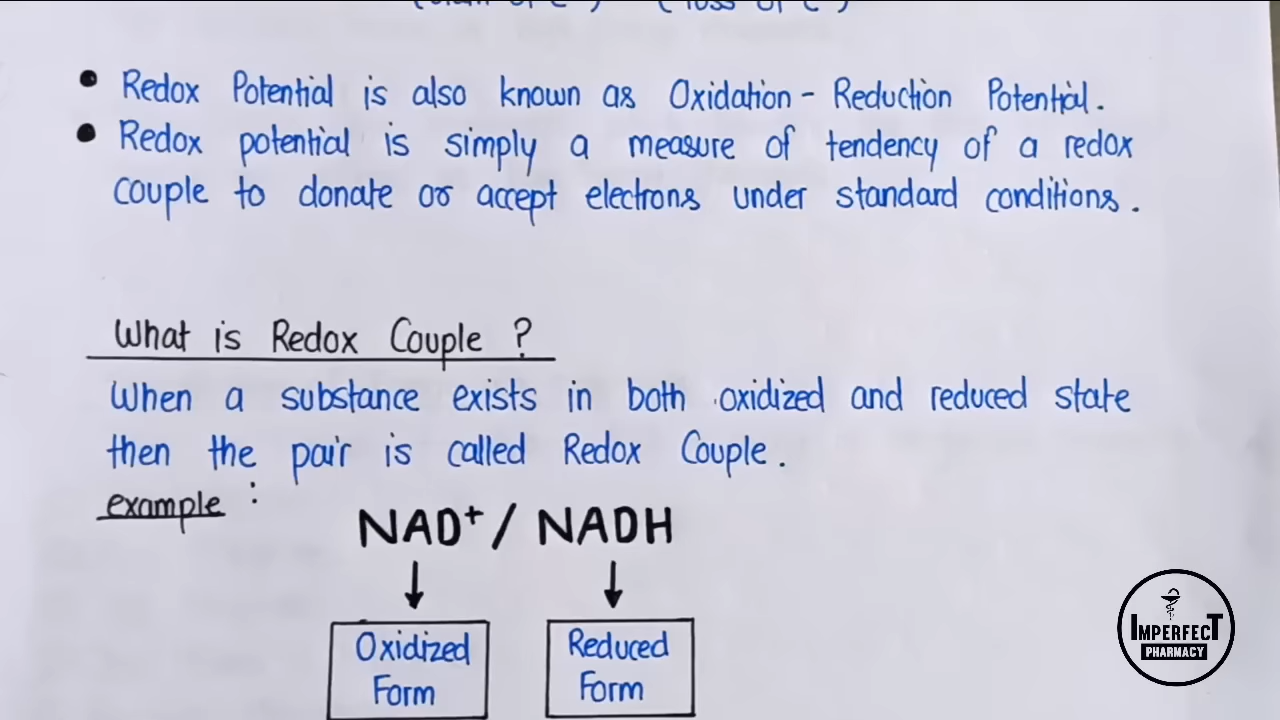 • Redox Potential is also known as Oxidation - Reduction Potential.
• Redox potential is simply a measure of tendency of a redox
couple to donate or accept electrons under standard conditions.
What is Redox Couple ?
When a substance exists in both oxidized and reduced state
then the pair is called Redox Couple.
example :
NAD⁺ / NADH
↓ ↓
Oxidized Reduced
Form Form
IMPERFECT
PHARMACY